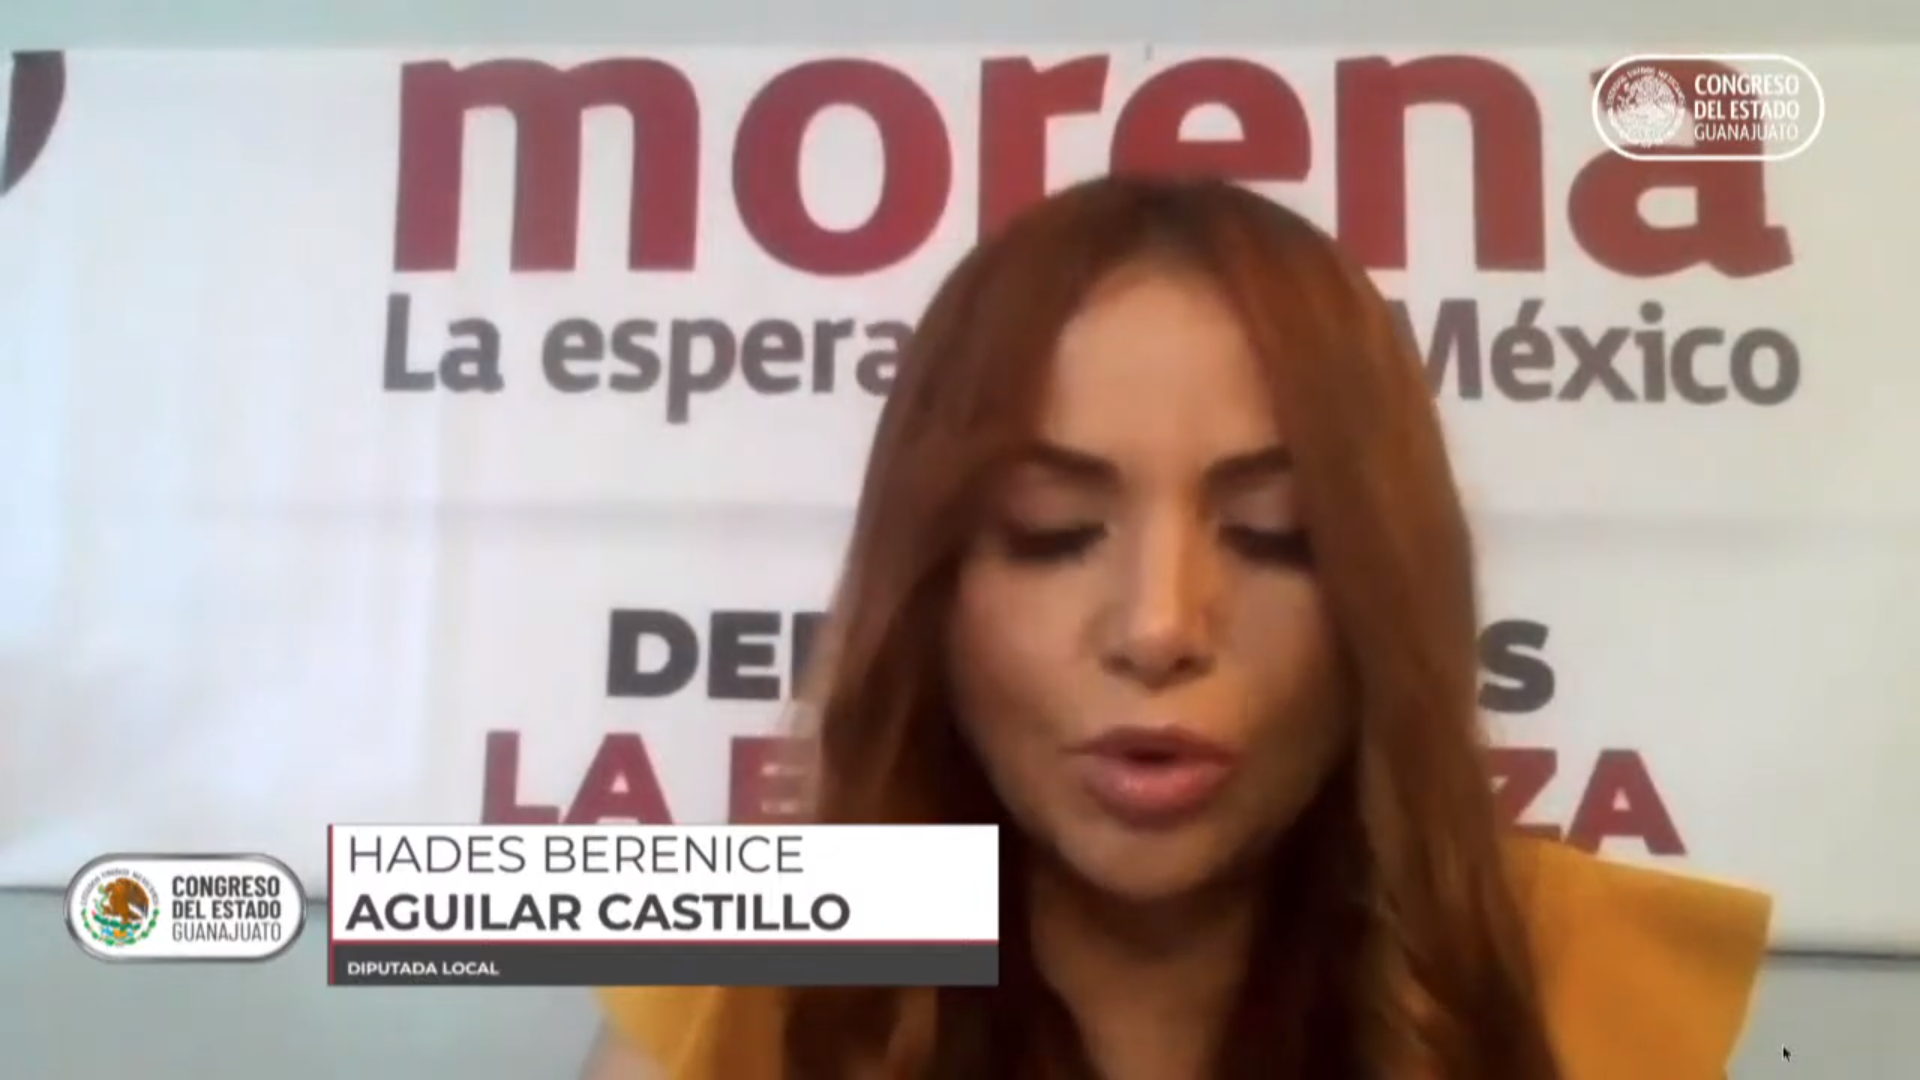 morena
CONGRESO
DEL ESTADO
GUANAJUATO
La espera
México
LA
ZA
HADES BERENICE
AGUILAR CASTILLO
DIPUTADA LOCAL
CONGRESO
DEL ESTADO
GUANAJUATO